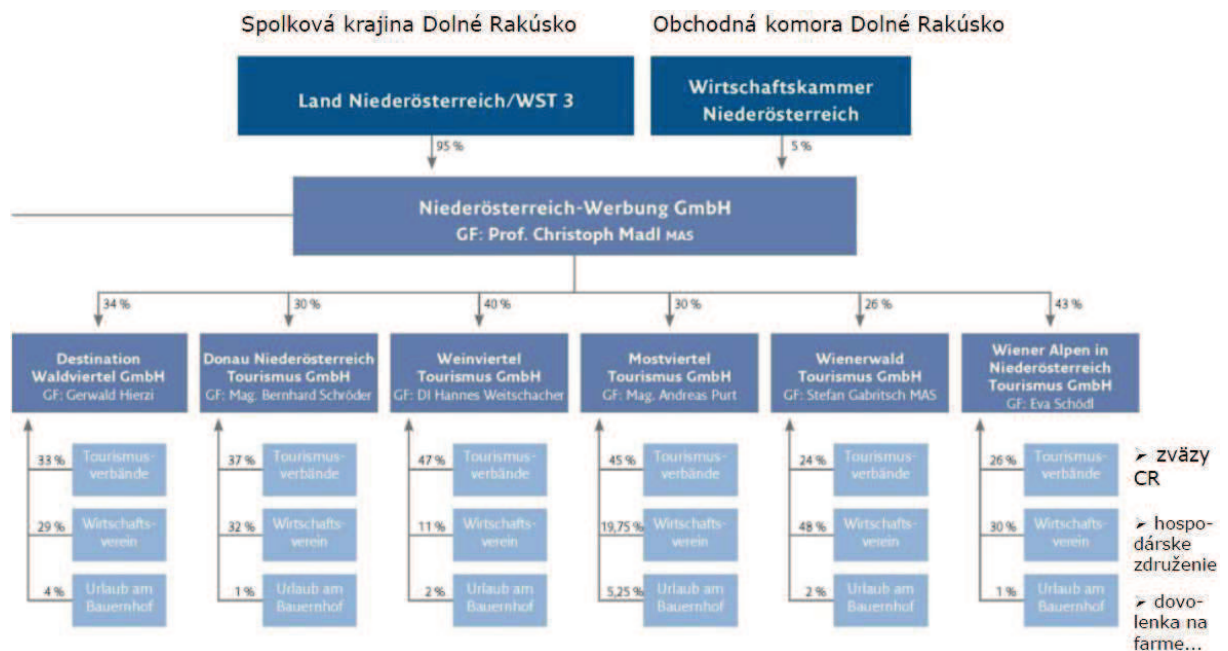 Spolková krajina Dolné Rakúsko
Obchodná komora Dolné Rakúsko
Land Niederösterreich/WST 3
Wirtschaftskammer
Niederösterreich
95 %
5 %
Niederösterreich-Werbung GmbH
GF: Prof. Christoph Madl MAS
34 %
30 %
40 %
30 %
26 %
43 %
Destination
Waldviertel GmbH
GF: Gerwald Hierzi
Donau Niederösterreich
Tourismus GmbH
GF: Mag. Bernhard Schröder
Weinviertel
Tourismus GmbH
GF: DI Hannes Weitschacher
Mostviertel
Tourismus GmbH
GF: Mag. Andreas Purt
Wienerwald
Tourismus GmbH
GF: Stefan Gabritsch MAS
Wiener Alpen in
Niederösterreich
Tourismus GmbH
GF: Eva Schödl
33 %
Tourismus-
verbände
37 %
Tourismus-
verbände
47 %
Tourismus-
verbände
45 %
Tourismus-
verbände
24 %
Tourismus-
verbände
26 %
Tourismus-
verbände
➢ zväzy
CR
29 %
Wirtschafts-
verein
32 %
Wirtschafts-
verein
11 %
Wirtschafts-
verein
19,75 %
Wirtschafts-
verein
48 %
Wirtschafts-
verein
30 %
Wirtschafts-
verein
➢ hospo-
dárske
združenie
4 %
Urlaub am
Bauernhof
1 %
Urlaub am
Bauernhof
2 %
Urlaub am
Bauernhof
5,25 %
Urlaub am
Bauernhof
2 %
Urlaub am
Bauernhof
1 %
Urlaub am
Bauernhof
➢ dovo-
lenka na
farme...